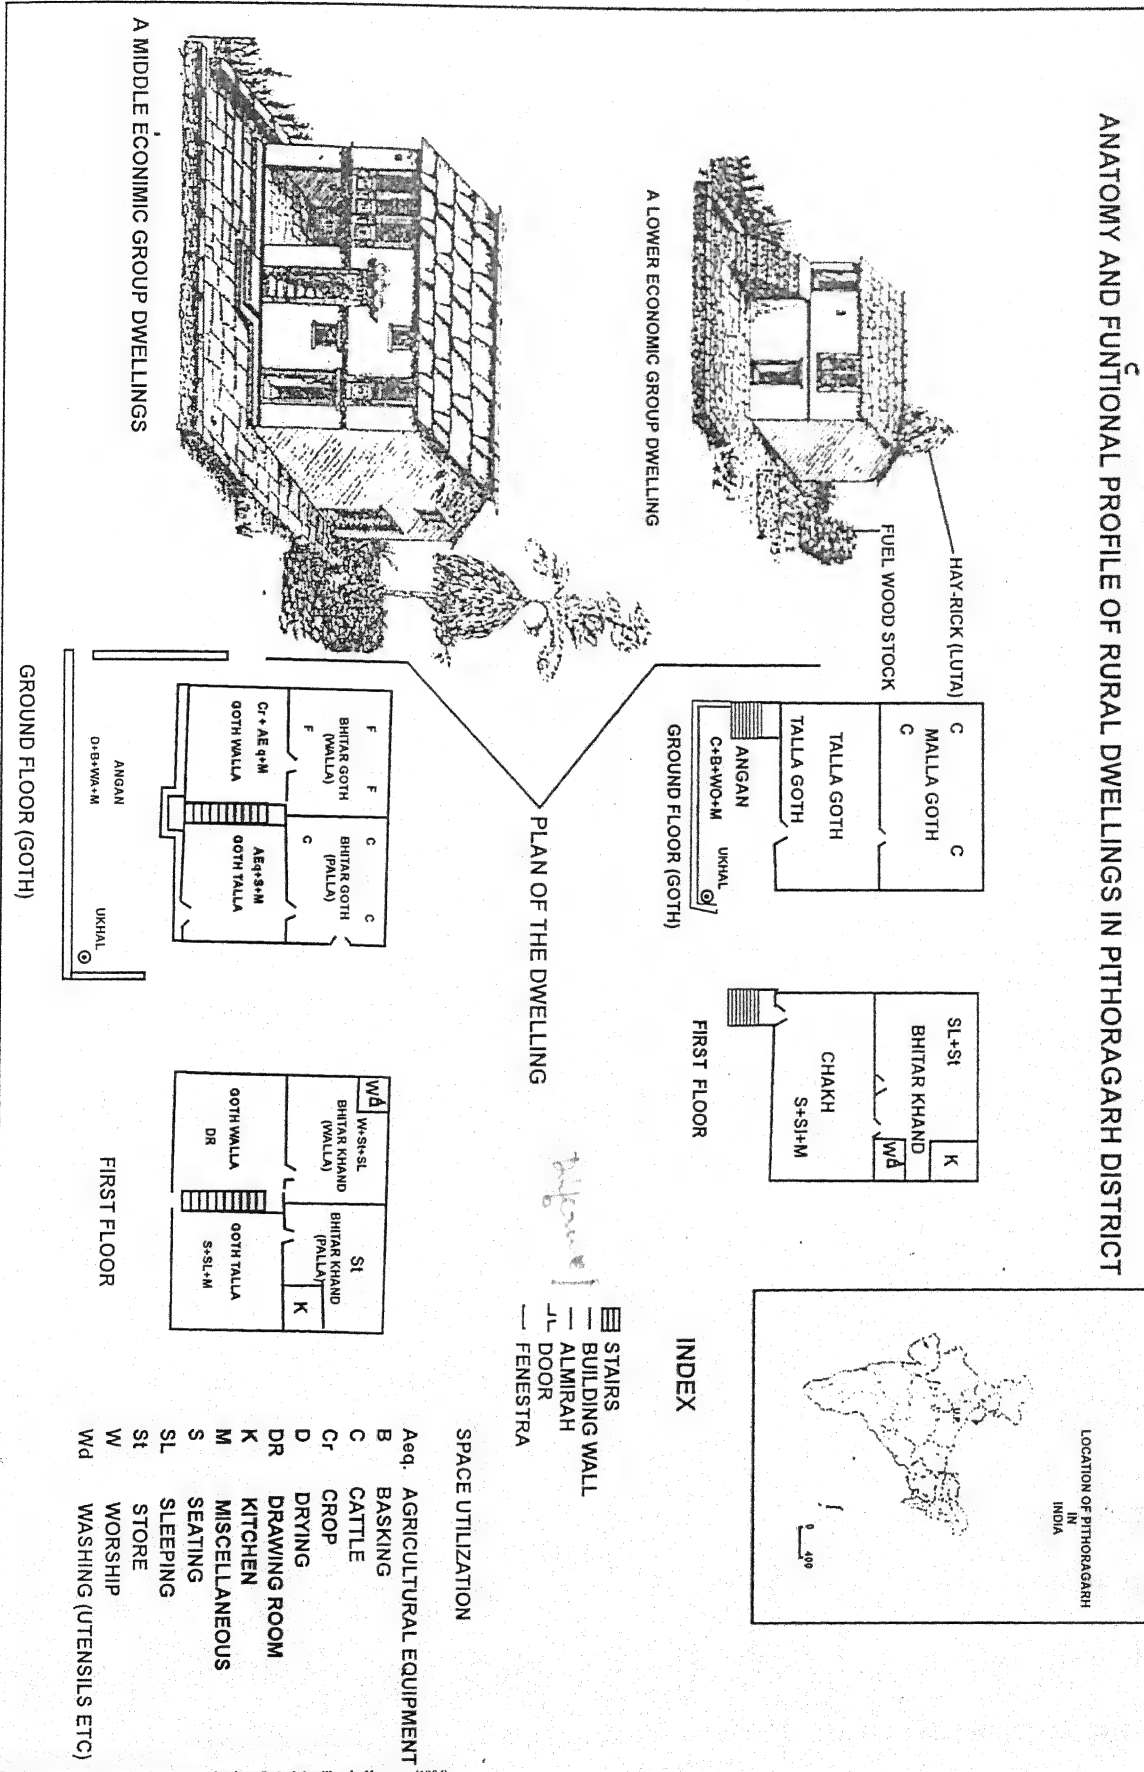 ANATOMY AND FUNTIONAL PROFILE OF RURAL DWELLINGS IN PITHORAGARH DISTRICT
C
HAY-RICK (LUTA)
FUEL WOOD STOCK
A LOWER ECONOMIC GROUP DWELLING
C
C
C
MALLA GOTH
TALLA GOTH
TALLA GOTH
ANGAN
C+B+WO+M
UKHAL
GROUND FLOOR (GOTH)
SL+St
BHITAR KHAND
K
Wd
CHAKH
S+Sl+M
FIRST FLOOR
LOCATION OF PITHORAGARH
IN
INDIA
U.P.
0 400
PLAN OF THE DWELLING
INDEX
STAIRS
BUILDING WALL
ALMIRAH
DOOR
FENESTRA
A MIDDLE ECONIMIC GROUP DWELLINGS
F
F
F
BHITAR GOTH
(WALLA)
C
C
C
BHITAR GOTH
(PALLA)
Cr+ AE q+M
GOTH WALLA
AEq+S+M
GOTH TALLA
ANGAN
D+B+WA+M
UKHAL
GROUND FLOOR (GOTH)
Wd
W+St+SL
BHITAR KHAND
(WALLA)
St
BHITAR KHAND
(PALLA)
K
GOTH WALLA
DR
GOTH TALLA
S+SL+M
FIRST FLOOR
SPACE UTILIZATION
Aeq. AGRICULTURAL EQUIPMENT
B BASKING
C CATTLE
Cr CROP
D DRYING
DR DRAWING ROOM
K KITCHEN
M MISCELLANEOUS
S SEATING
SL SLEEPING
St STORE
W WORSHIP
Wd WASHING (UTENSILS ETC)